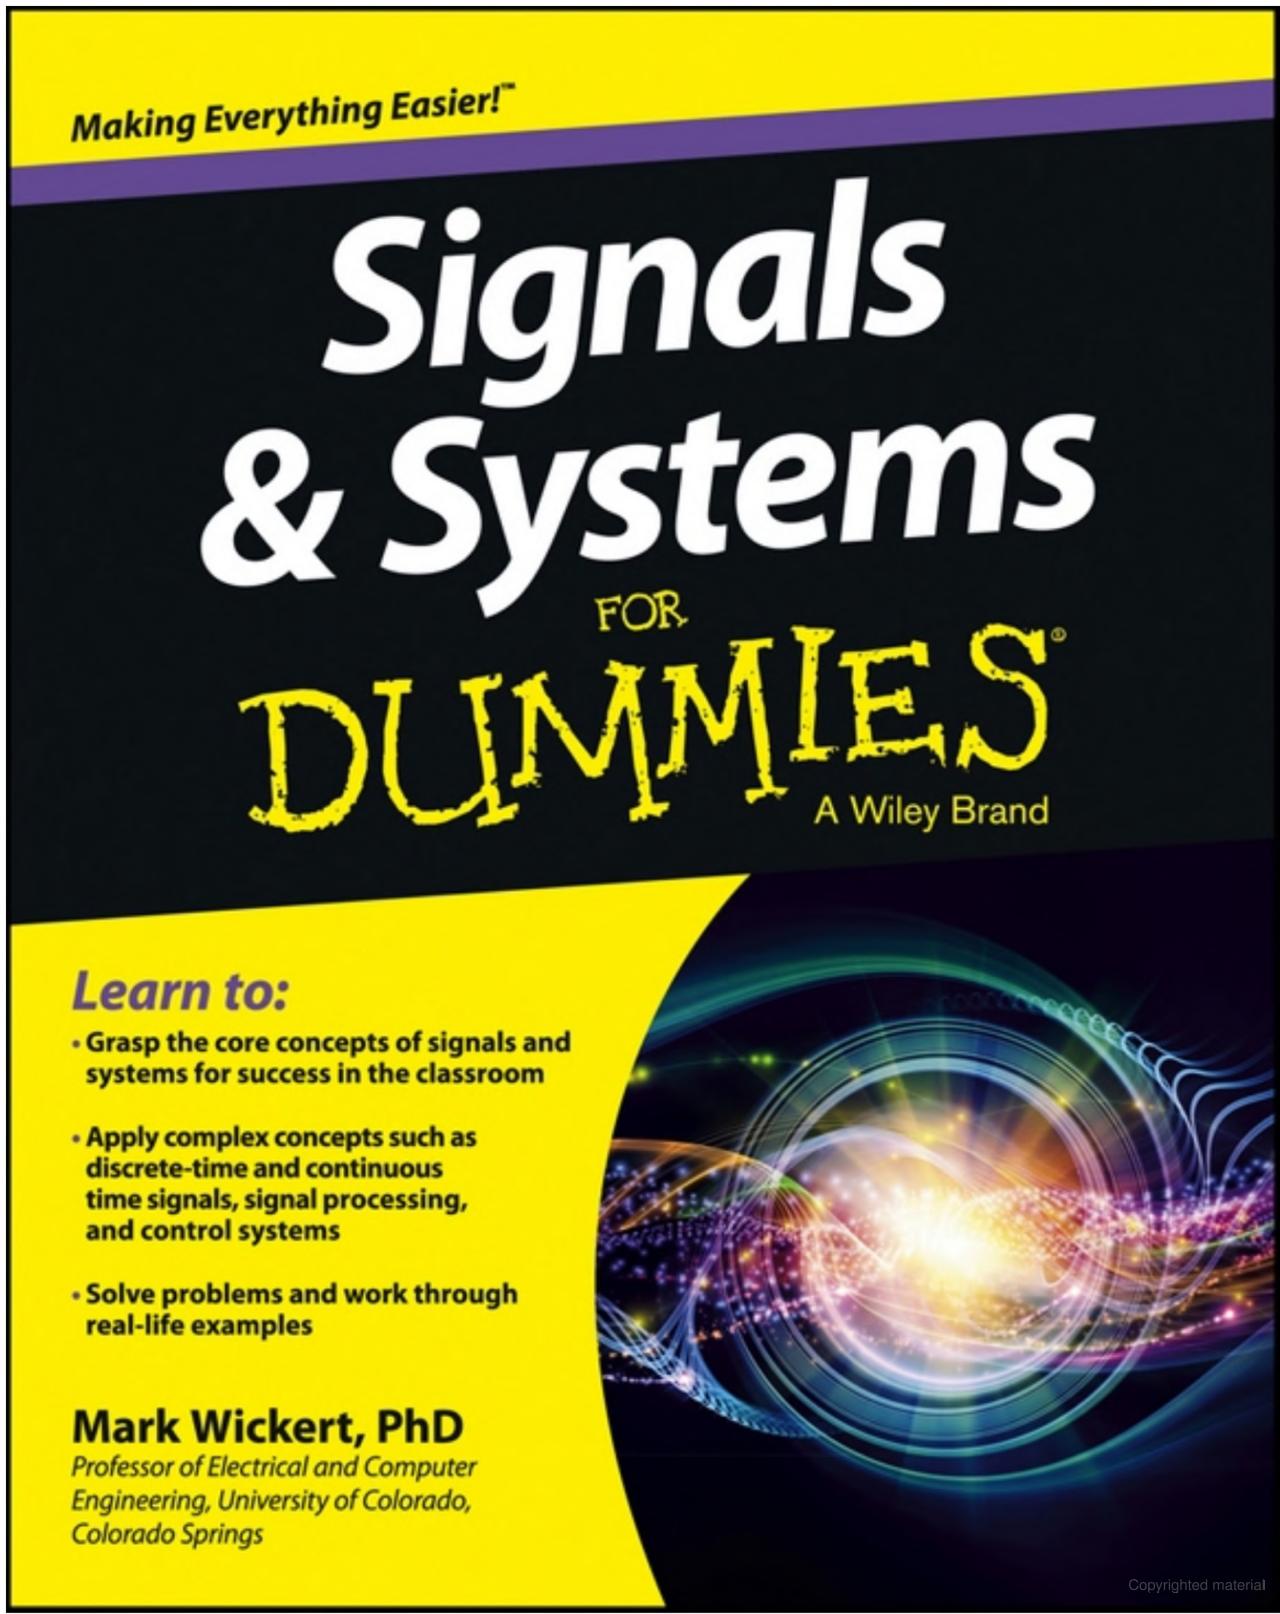 Making Everything Easier!™
Signals
& Systems
FOR
DUMMIES®
A Wiley Brand
Learn to:
• Grasp the core concepts of signals and
systems for success in the classroom
• Apply complex concepts such as
discrete-time and continuous
time signals, signal processing,
and control systems
• Solve problems and work through
real-life examples
Mark Wickert, PhD
Professor of Electrical and Computer
Engineering, University of Colorado,
Colorado Springs
Copyrighted material